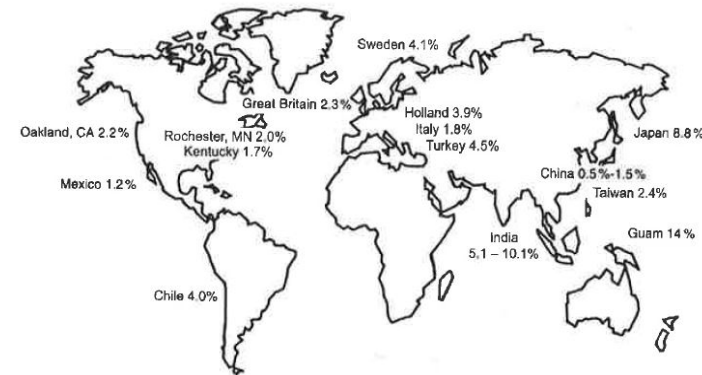 Sweden 4.1%
Great Britain 2.3%
Holland 3.9%
Italy 1.8%
Turkey 4.5%
Oakland, CA 2.2%
Rochester, MN 2.0%
Kentucky 1.7%
Japan 8.8%
Mexico 1.2%
China 0.5%-1.5%
Taiwan 2.4%
India
5.1 – 10.1%
Guam 14%
Chile 4.0%